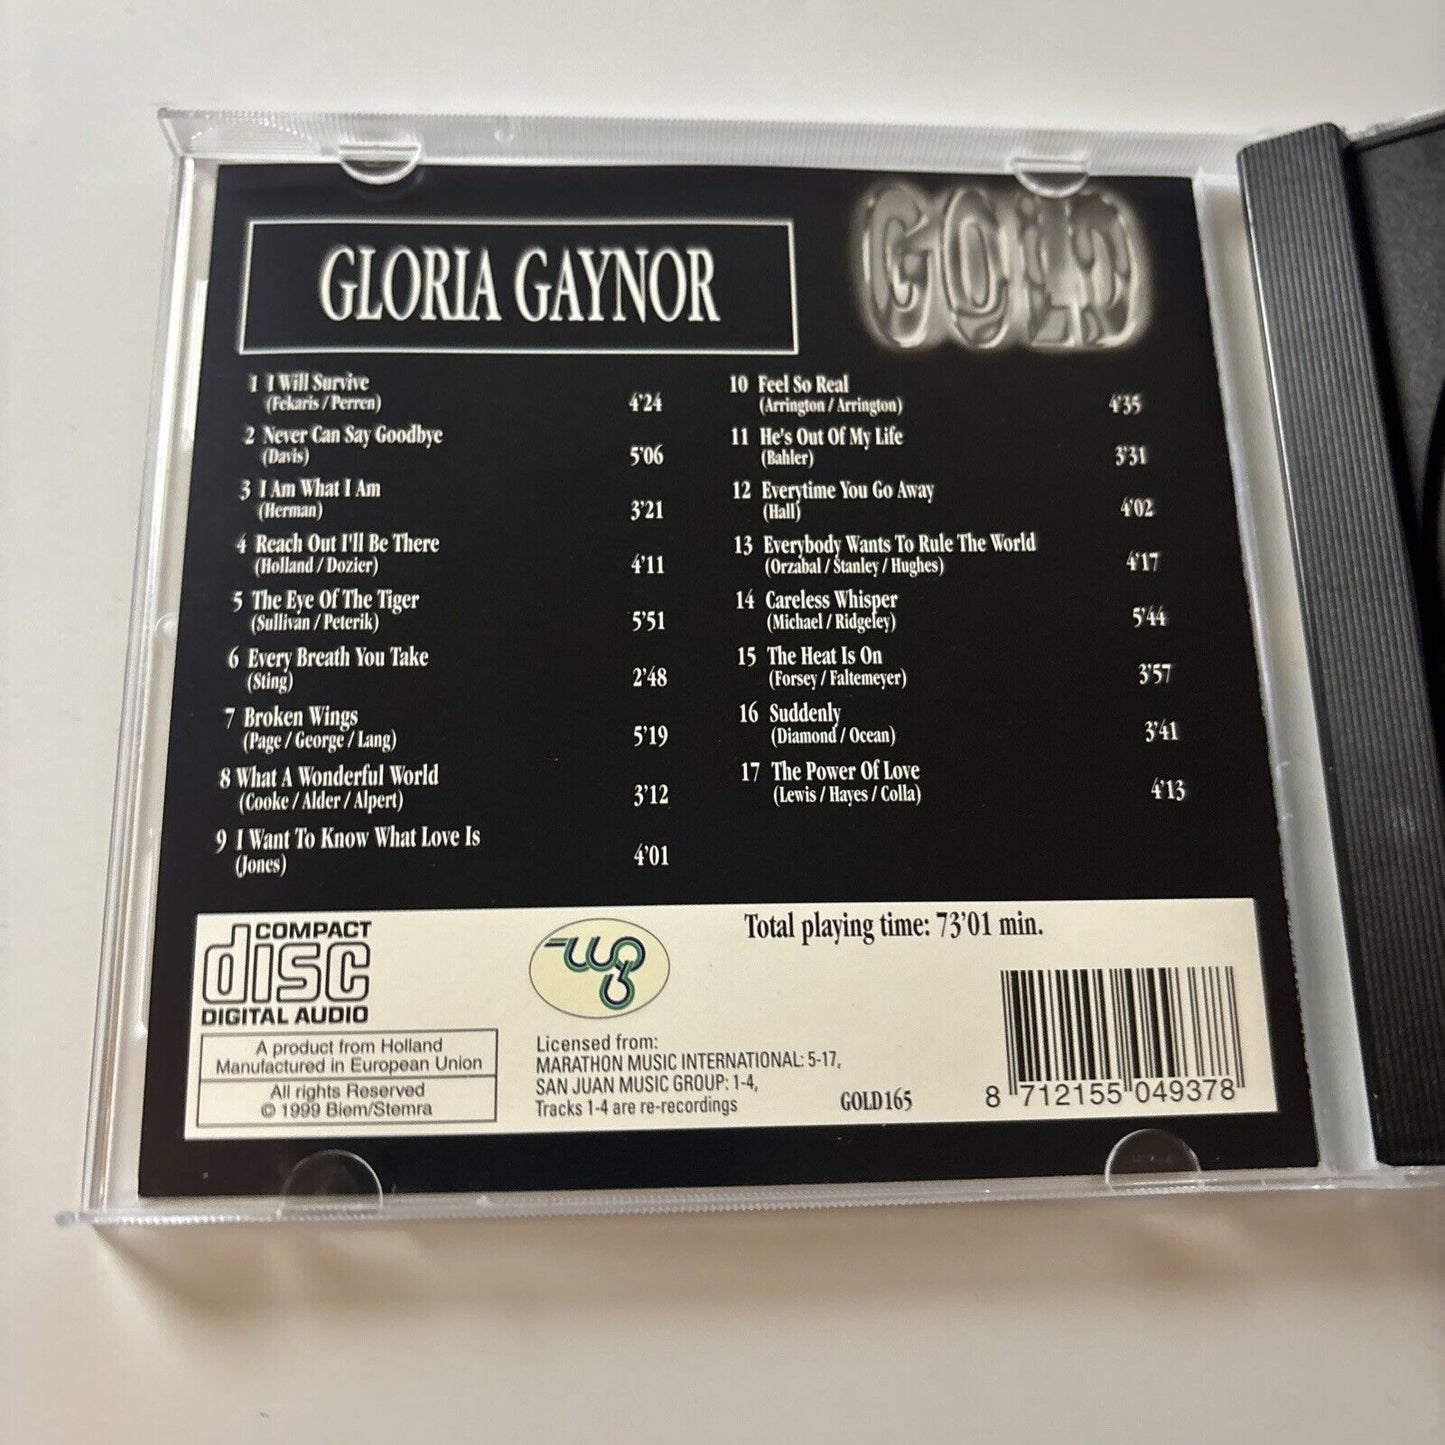 GLORIA GAYNOR
GOLD
1 I Will Survive
(Fekaris / Perren) 4'24
2 Never Can Say Goodbye
(Davis) 5'06
3 I Am What I Am
(Herman) 3'21
4 Reach Out I'll Be There
(Holland / Dozier) 4'11
5 The Eye Of The Tiger
(Sullivan / Peterik) 5'51
6 Every Breath You Take
(Sting) 2'48
7 Broken Wings
(Page / George / Lang) 5'19
8 What A Wonderful World
(Cooke / Alder / Alpert) 3'12
9 I Want To Know What Love Is
(Jones) 4'01
10 Feel So Real
(Arrington / Arrington) 4'35
11 He's Out Of My Life
(Bahler) 3'31
12 Everytime You Go Away
(Hall) 4'02
13 Everybody Wants To Rule The World
(Orzabal / Stanley / Hughes) 4'17
14 Careless Whisper
(Michael / Ridgeley) 5'44
15 The Heat Is On
(Forsey / Faltemeyer) 3'57
16 Suddenly
(Diamond / Ocean) 3'41
17 The Power Of Love
(Lewis / Hayes / Colla) 4'13
COMPACT
disc
DIGITAL AUDIO
A product from Holland
Manufactured in European Union
All rights Reserved
© 1999 Biem/Stemra
Licensed from:
MARATHON MUSIC INTERNATIONAL: 5-17,
SAN JUAN MUSIC GROUP: 1-4,
Tracks 1-4 are re-recordings
Total playing time: 73'01 min.
GOLD165
8 712155 049378